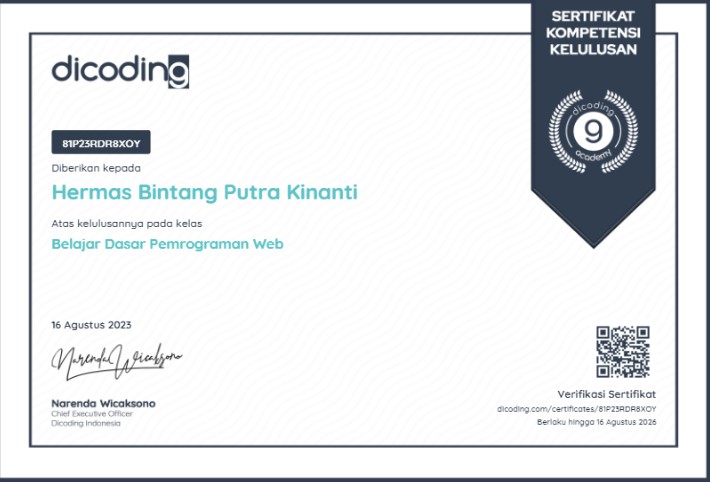 SERTIFIKAT
KOMPETENSI
KELULUSAN
dicoding
dicoding
9
academy
81P23RDR8XOY
Diberikan kepada
Hermas Bintang Putra Kinanti
Atas kelulusannya pada kelas
Belajar Dasar Pemrograman Web
16 Agustus 2023
Narenda Wicaksono
Narenda Wicaksono
Chief Executive Officer
Dicoding Indonesia
Verifikasi Sertifikat
dicoding.com/certificates/81P23RDR8XOY
Berlaku hingga 16 Agustus 2026